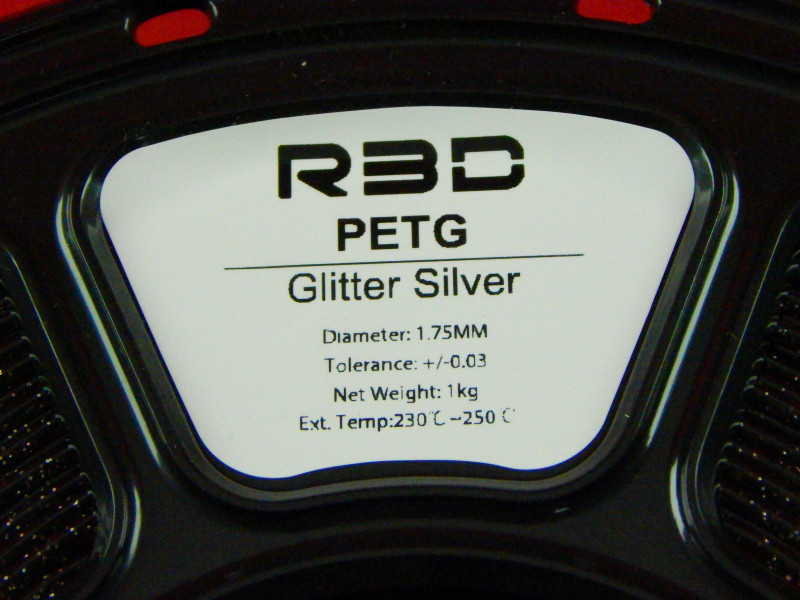 R3D
PETG
Glitter Silver
Diameter: 1.75MM
Tolerance: +/-0.03
Net Weight: 1kg
Ext. Temp:230℃~250℃